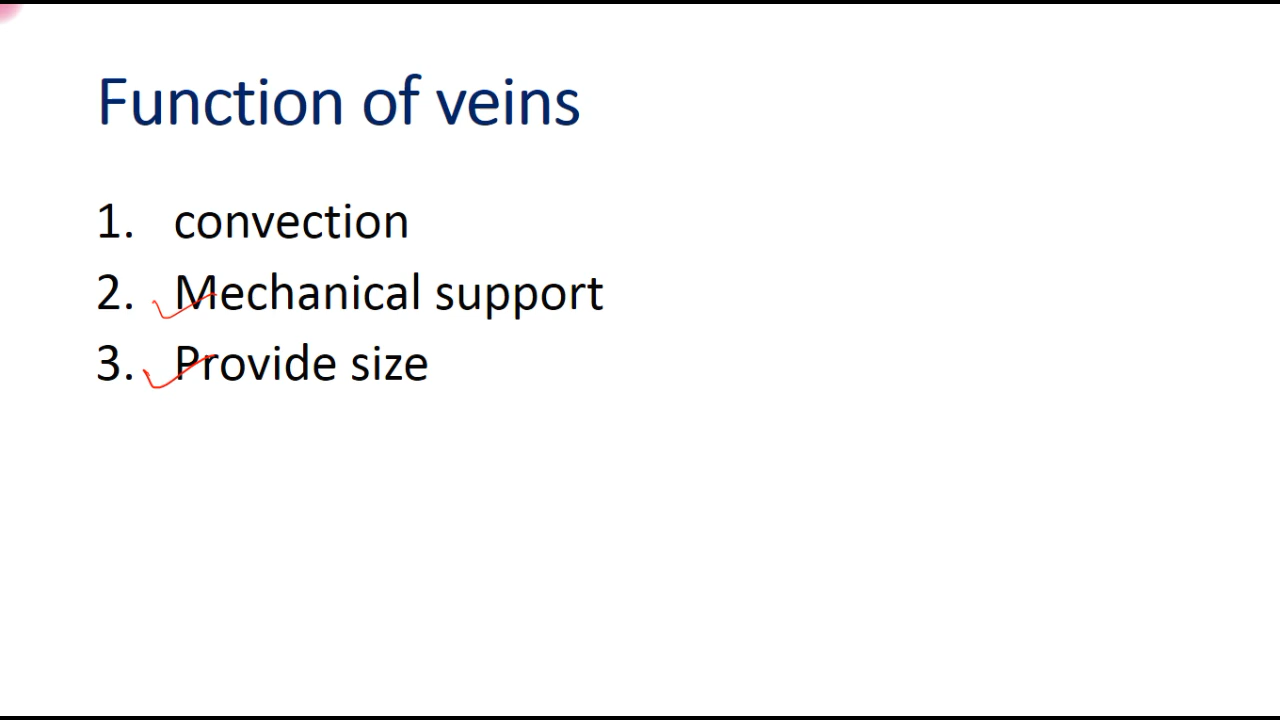 Function of veins
1. convection
2. Mechanical support
3. Provide size